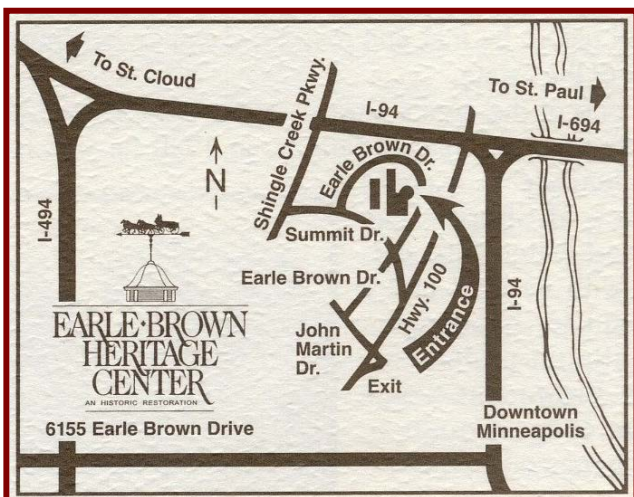 To St. Cloud
Shingle Creek Pkwy.
I-94
To St. Paul
I-694
Earle Brown Dr.
N
I-494
Summit Dr.
Earle Brown Dr.
Hwy. 100
I-94
EARLE·BROWN
HERITAGE
CENTER
AN HISTORIC RESTORATION
6155 Earle Brown Drive
John
Martin
Dr.
Entrance
Exit
Downtown
Minneapolis